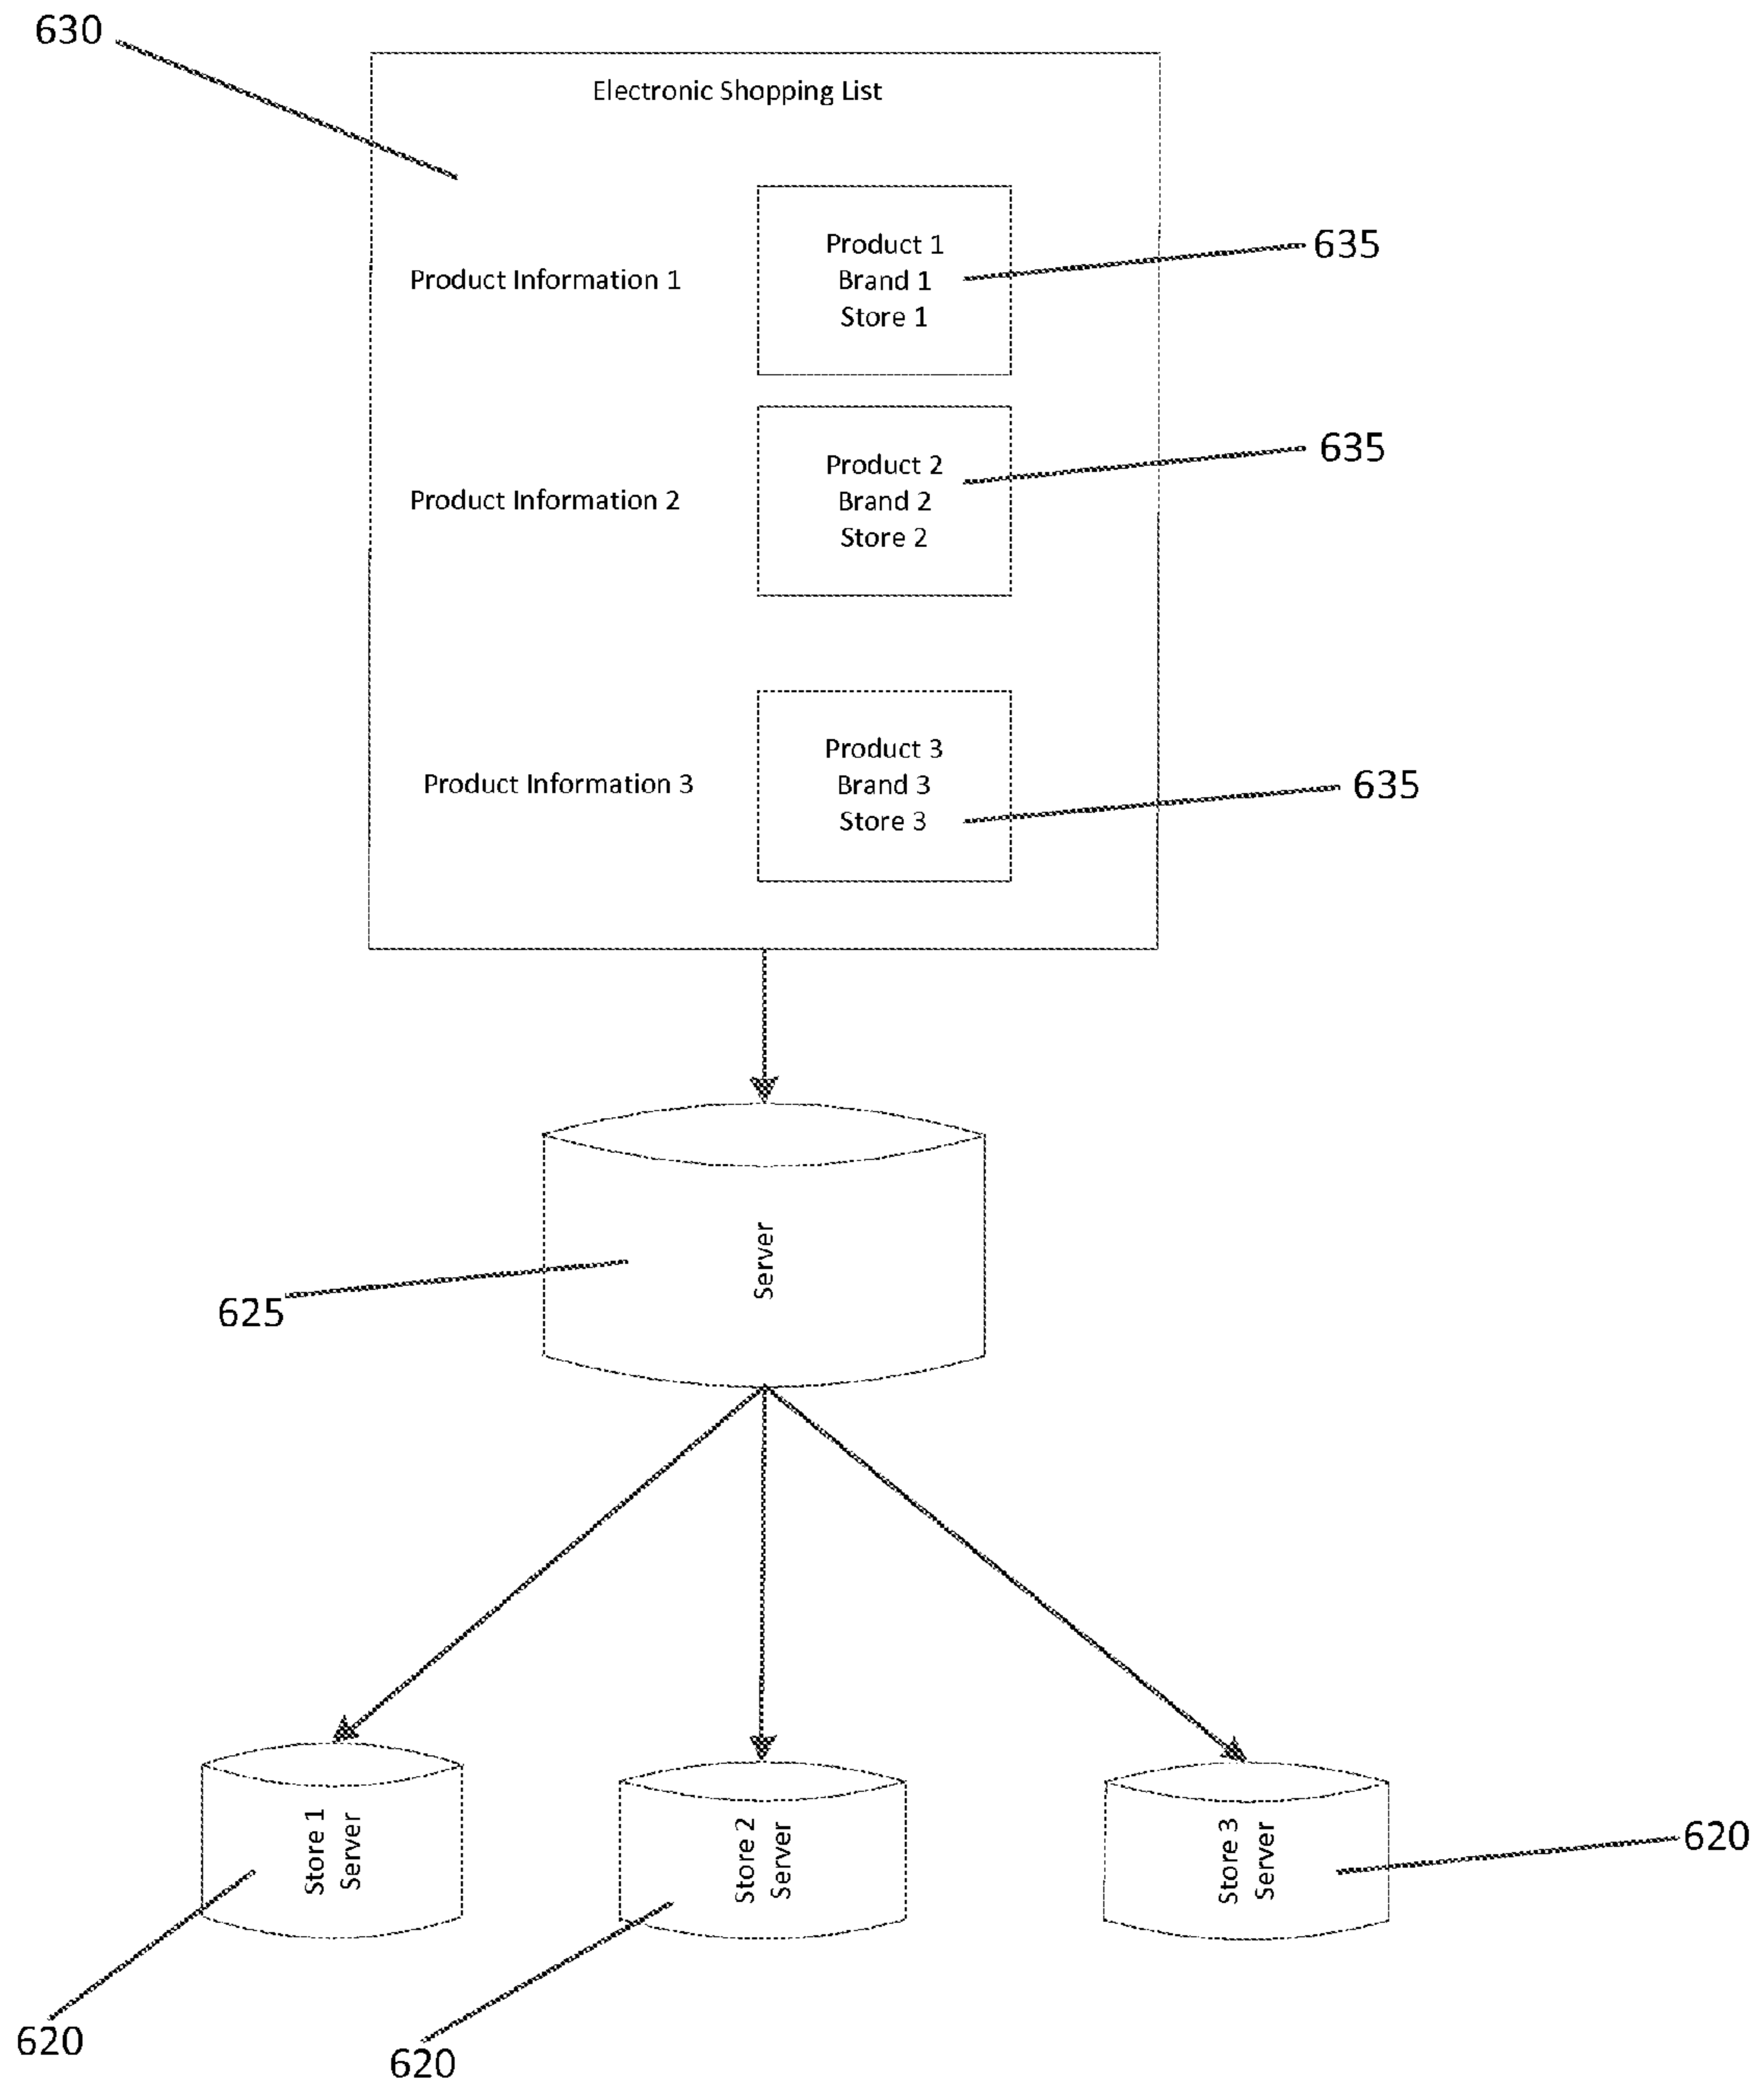 630
Electronic Shopping List
Product Information 1
Product 1
Brand 1
Store 1
635
Product Information 2
Product 2
Brand 2
Store 2
635
Product Information 3
Product 3
Brand 3
Store 3
635
Server
625
Store 1
Server
Store 2
Server
Store 3
Server
620
620
620